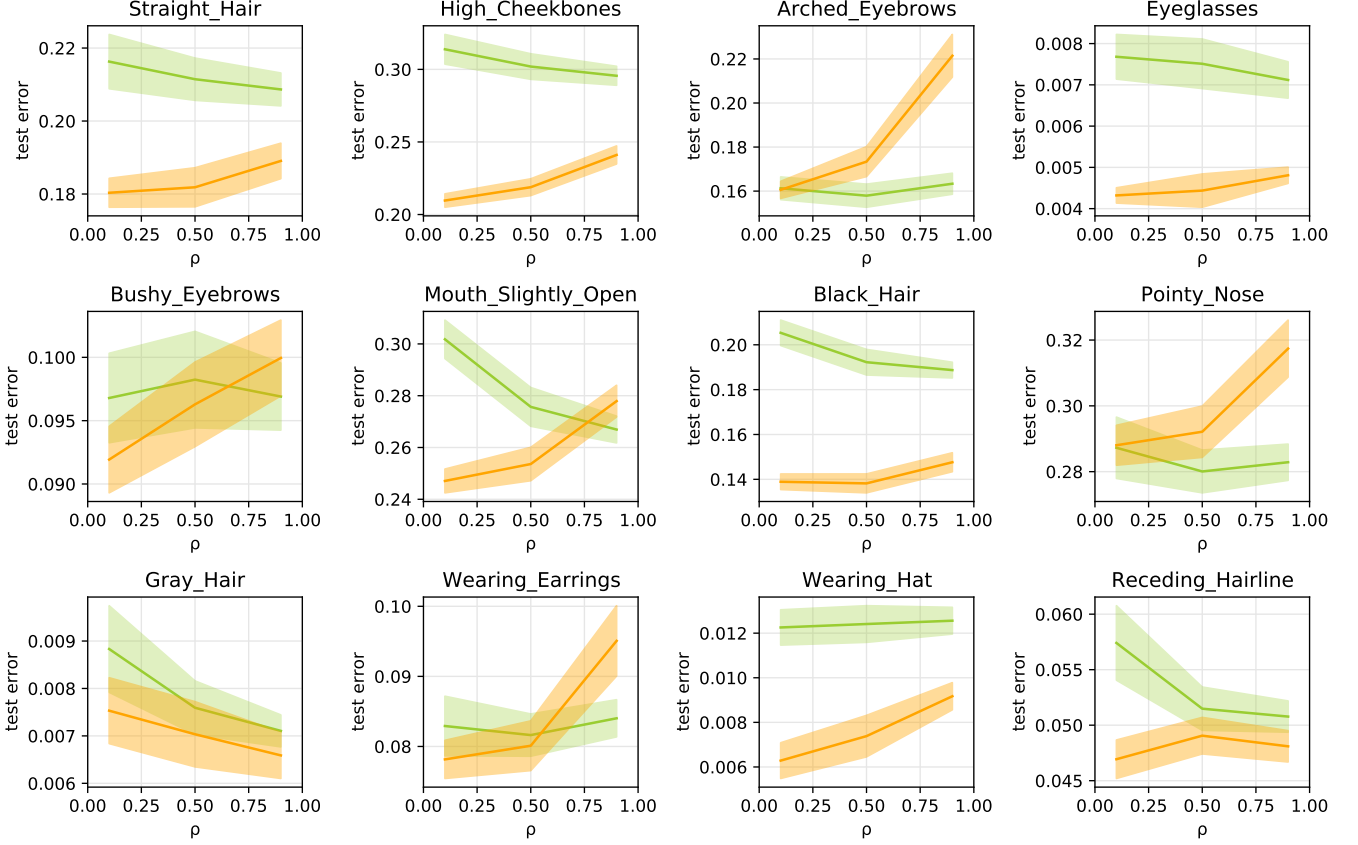 Straight_Hair
test error
0.22
0.20
0.18
0.00 0.25 0.50 0.75 1.00
ρ
High_Cheekbones
test error
0.30
0.25
0.20
0.00 0.25 0.50 0.75 1.00
ρ
Arched_Eyebrows
test error
0.22
0.20
0.18
0.16
0.00 0.25 0.50 0.75 1.00
ρ
Eyeglasses
test error
0.008
0.007
0.006
0.005
0.004
0.00 0.25 0.50 0.75 1.00
ρ
Bushy_Eyebrows
test error
0.100
0.095
0.090
0.00 0.25 0.50 0.75 1.00
ρ
Mouth_Slightly_Open
test error
0.30
0.28
0.26
0.24
0.00 0.25 0.50 0.75 1.00
ρ
Black_Hair
test error
0.20
0.18
0.16
0.14
0.00 0.25 0.50 0.75 1.00
ρ
Pointy_Nose
test error
0.32
0.30
0.28
0.00 0.25 0.50 0.75 1.00
ρ
Gray_Hair
test error
0.009
0.008
0.007
0.006
0.00 0.25 0.50 0.75 1.00
ρ
Wearing_Earrings
test error
0.10
0.09
0.08
0.00 0.25 0.50 0.75 1.00
ρ
Wearing_Hat
test error
0.012
0.010
0.008
0.006
0.00 0.25 0.50 0.75 1.00
ρ
Receding_Hairline
test error
0.060
0.055
0.050
0.045
0.00 0.25 0.50 0.75 1.00
ρ